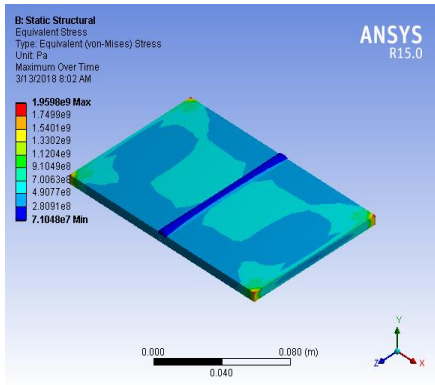 B: Static Structural
Equivalent Stress
Type: Equivalent (von-Mises) Stress
Unit: Pa
Maximum Over Time
3/13/2018 8:02 AM
ANSYS
R15.0
1.9598e9 Max
1.7499e9
1.5401e9
1.3302e9
1.1204e9
9.1049e8
7.0063e8
4.9077e8
2.8091e8
7.1048e7 Min
0.000
0.080 (m)
0.040
Y
Z
X